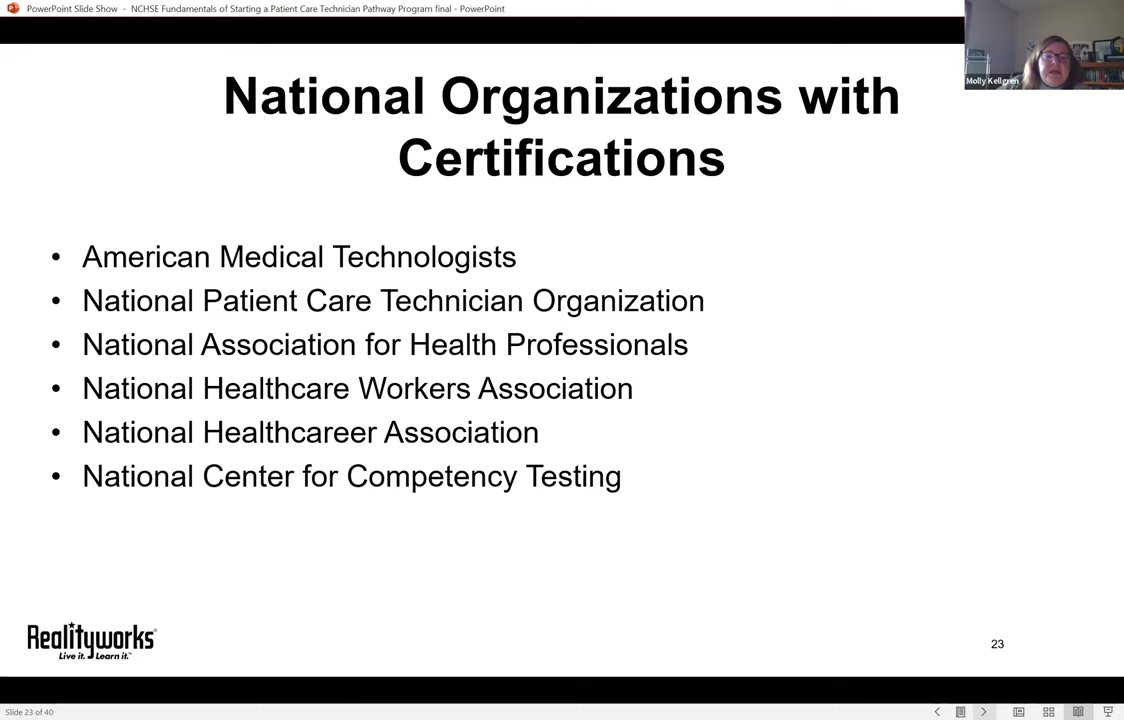 PowerPoint Slide Show - NCHSE Fundamentals of Starting a Patient Care Technician Pathway Program final - PowerPoint
Molly Kellgren
National Organizations with
Certifications
• American Medical Technologists
• National Patient Care Technician Organization
• National Association for Health Professionals
• National Healthcare Workers Association
• National Healthcareer Association
• National Center for Competency Testing
Realityworks®
Live it. Learn it.™
23
Slide 23 of 40